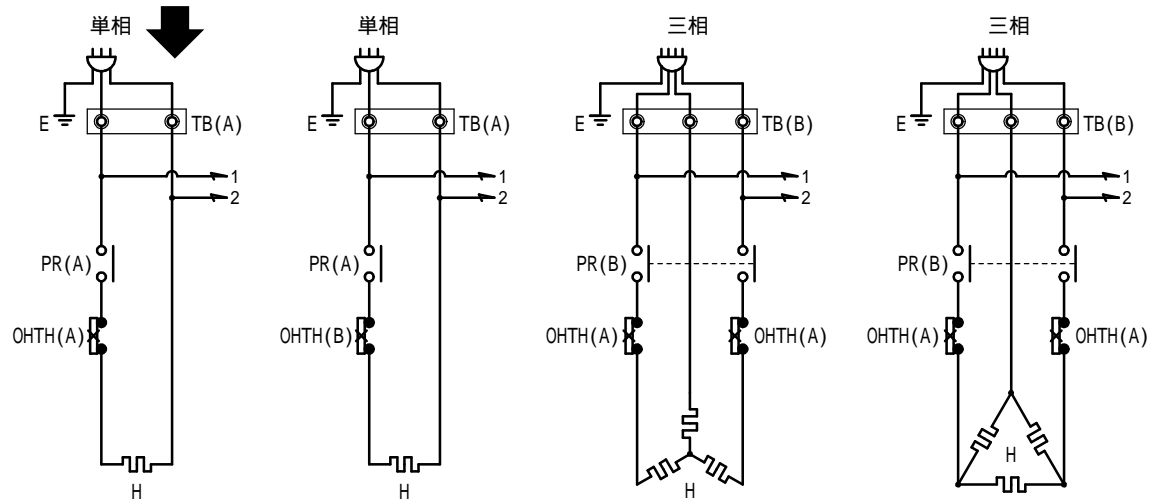 単相
単相
三相
三相
E TB(A)
E TB(A)
E TB(B)
E TB(B)
1
1
1
1
2
2
2
2
PR(A)
PR(A)
PR(B)
PR(B)
OHTH(A)
OHTH(B)
OHTH(A) OHTH(A)
OHTH(A) OHTH(A)
H
H
H
H